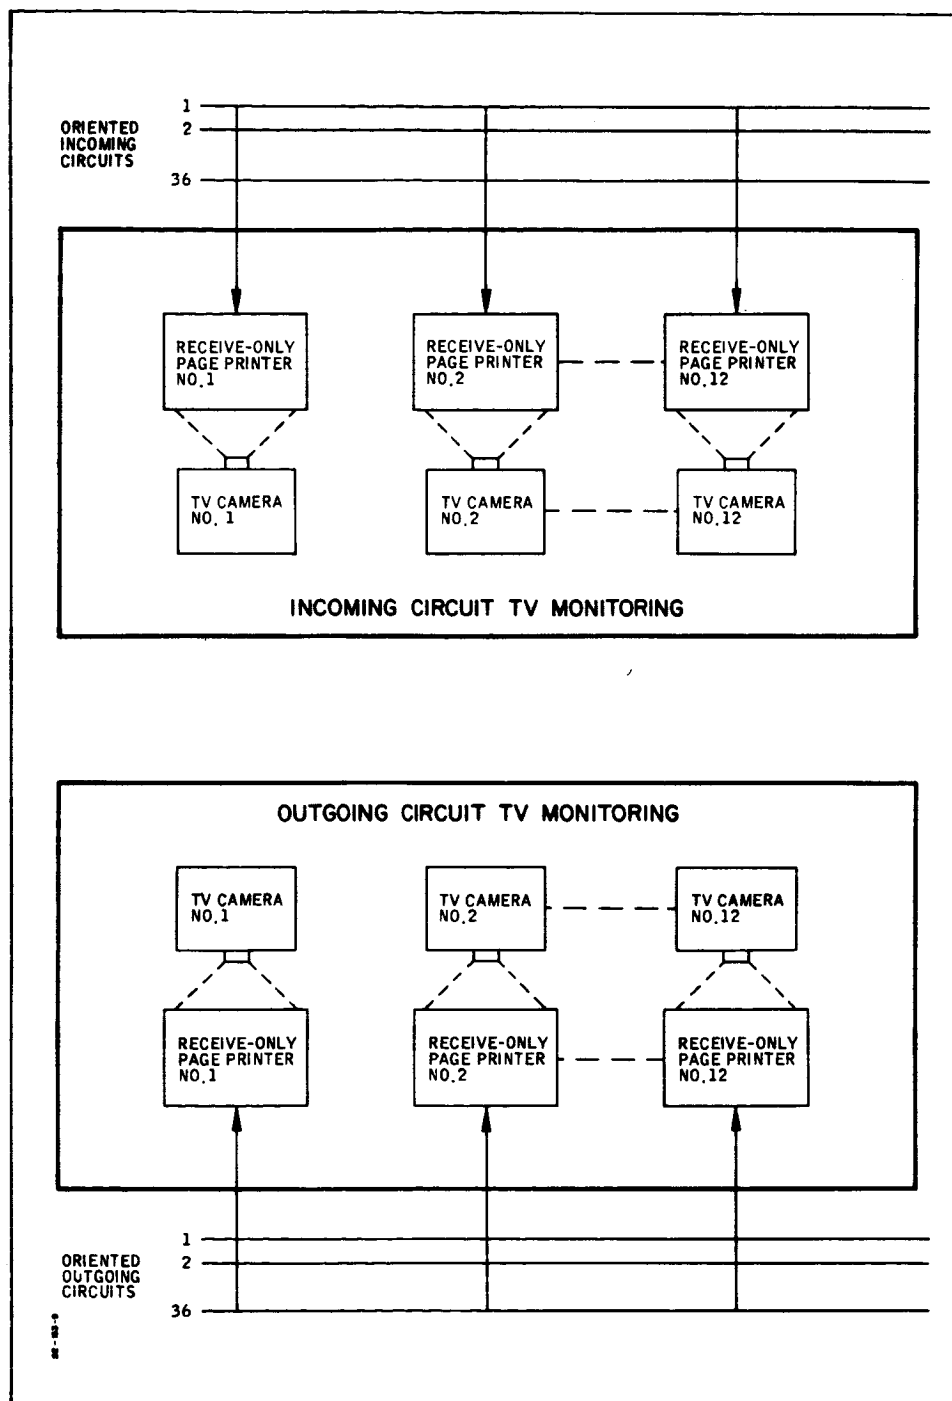 1
ORIENTED
INCOMING
CIRCUITS
2
36
RECEIVE-ONLY
PAGE PRINTER
NO.1
RECEIVE-ONLY
PAGE PRINTER
NO.2
RECEIVE-ONLY
PAGE PRINTER
NO.12
TV CAMERA
NO. 1
TV CAMERA
NO.2
TV CAMERA
NO.12
INCOMING CIRCUIT TV MONITORING
OUTGOING CIRCUIT TV MONITORING
TV CAMERA
NO.1
TV CAMERA
NO.2
TV CAMERA
NO.12
RECEIVE-ONLY
PAGE PRINTER
NO.1
RECEIVE-ONLY
PAGE PRINTER
NO.2
RECEIVE-ONLY
PAGE PRINTER
NO.12
1
ORIENTED
OUTGOING
CIRCUITS
2
36